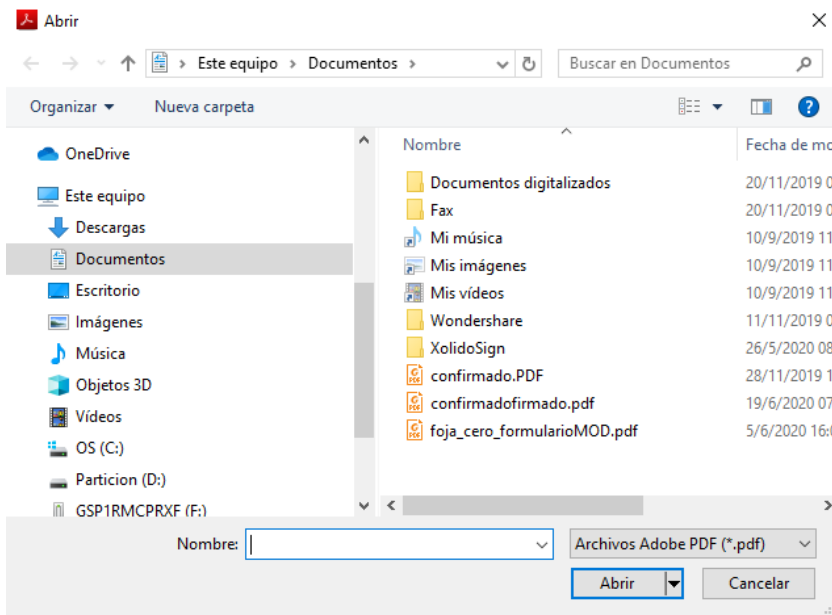 Abrir
Este equipo > Documentos >
Buscar en Documentos
Organizar
Nueva carpeta
OneDrive
Este equipo
Descargas
Documentos
Escritorio
Imágenes
Música
Objetos 3D
Vídeos
OS (C:)
Particion (D:)
GSP1RMCPRXF (F:)
Nombre
Fecha de mo
Documentos digitalizados
20/11/2019 0
Fax
20/11/2019 0
Mi música
10/9/2019 11
Mis imágenes
10/9/2019 11
Mis vídeos
10/9/2019 11
Wondershare
11/11/2019 0
XolidoSign
26/5/2020 08
confirmado.PDF
28/11/2019 1
confirmadofirmado.pdf
19/6/2020 07
foja_cero_formularioMOD.pdf
5/6/2020 16:0
Nombre:
Archivos Adobe PDF (*.pdf)
Abrir
Cancelar